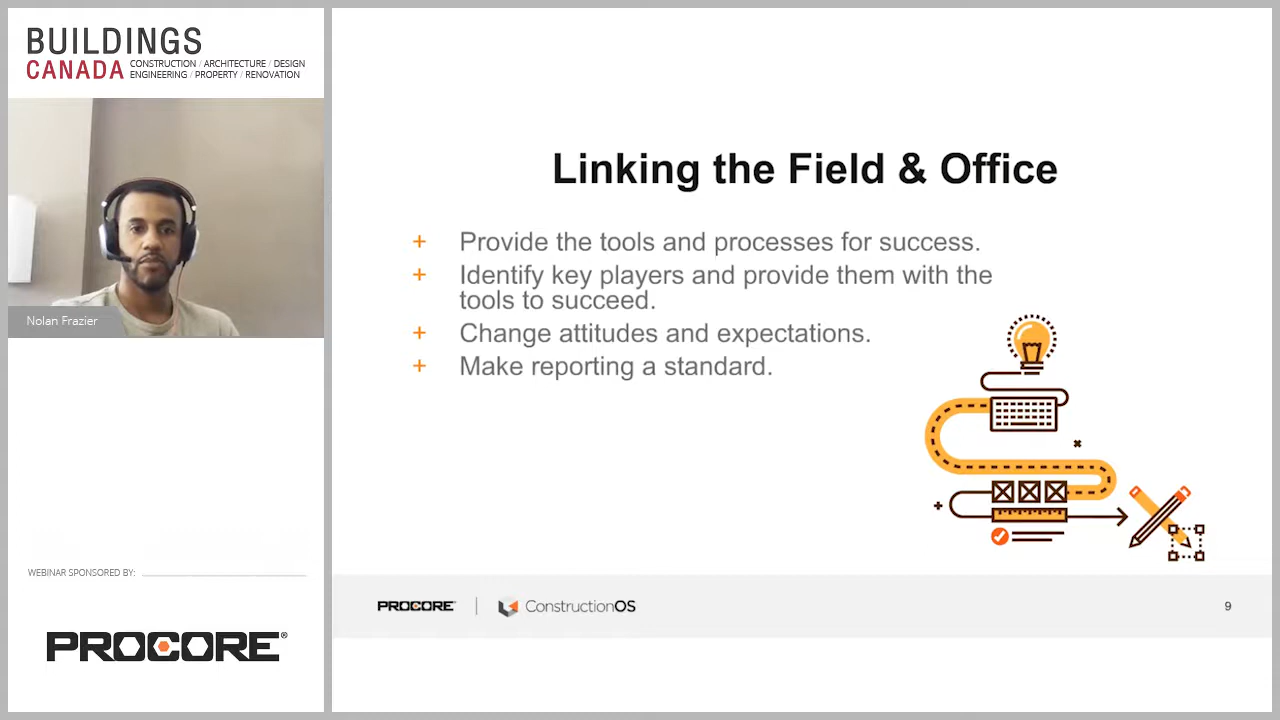 BUILDINGS
CANADA
CONSTRUCTION / ARCHITECTURE / DESIGN
ENGINEERING / PROPERTY / RENOVATION
Nolan Frazier
WEBINAR SPONSORED BY:
PROCORE®
Linking the Field & Office
+ Provide the tools and processes for success.
+ Identify key players and provide them with the
tools to succeed.
+ Change attitudes and expectations.
+ Make reporting a standard.
PROCORE | ConstructionOS
9